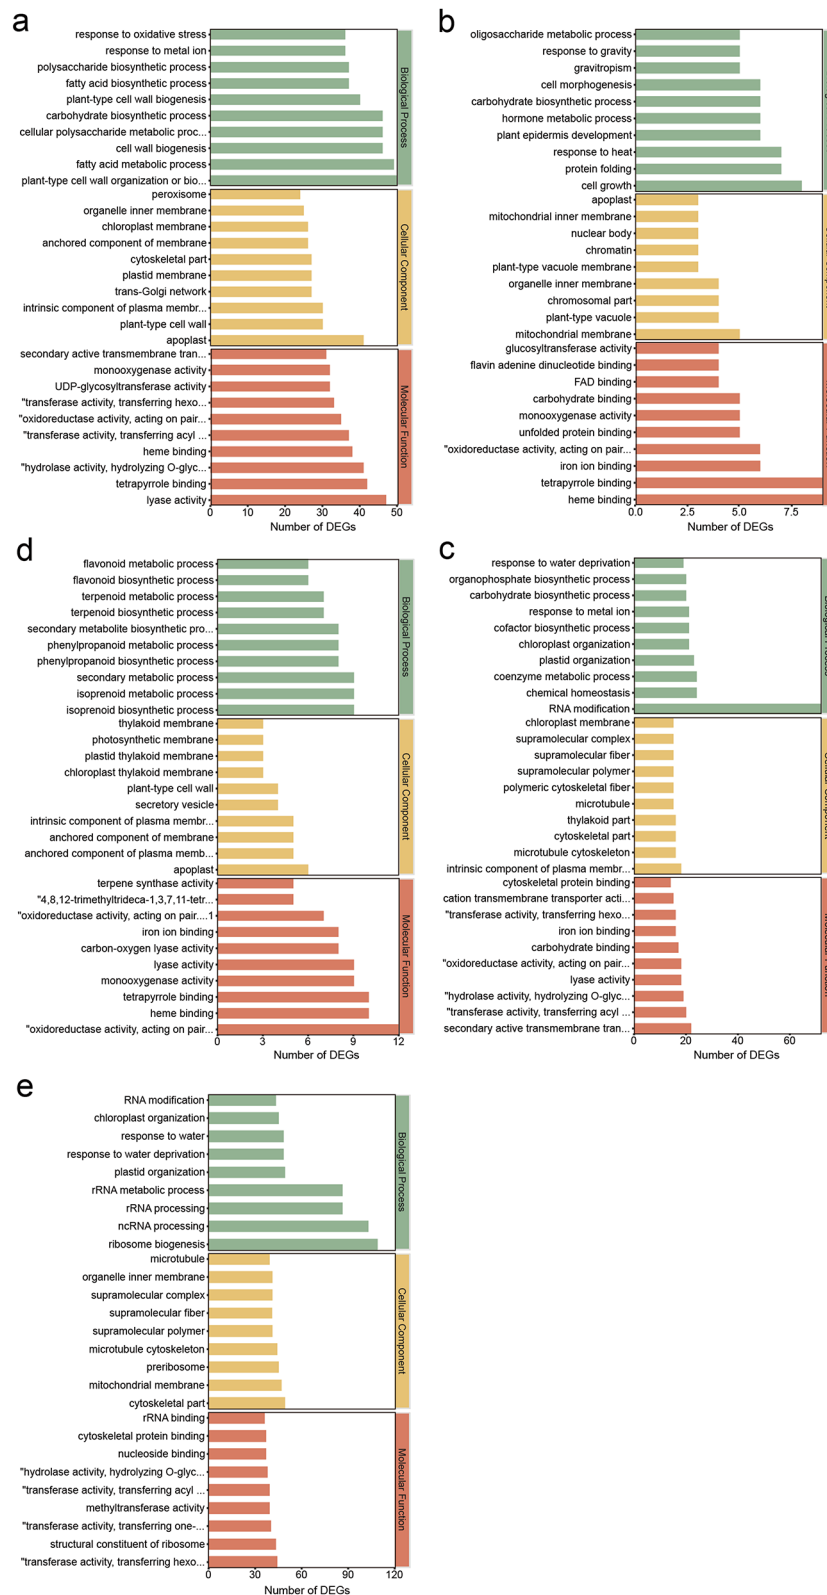 a
response to oxidative stress
response to metal ion
polysaccharide biosynthetic process
fatty acid biosynthetic process
plant-type cell wall biogenesis
carbohydrate biosynthetic process
cellular polysaccharide metabolic proc...
cell wall biogenesis
fatty acid metabolic process
plant-type cell wall organization or bio...
Biological Process
peroxisome
organelle inner membrane
chloroplast membrane
anchored component of membrane
cytoskeletal part
plastid membrane
trans-Golgi network
intrinsic component of plasma membr...
plant-type cell wall
apoplast
Cellular Component
secondary active transmembrane tran...
monooxygenase activity
UDP-glycosyltransferase activity
"transferase activity, transferring hexo...
"oxidoreductase activity, acting on pair...
"transferase activity, transferring acyl ...
heme binding
"hydrolase activity, hydrolyzing O-glyc...
tetrapyrrole binding
lyase activity
Molecular Function
0 10 20 30 40 50
Number of DEGs
b
oligosaccharide metabolic process
response to gravity
gravitropism
cell morphogenesis
carbohydrate biosynthetic process
hormone metabolic process
plant epidermis development
response to heat
protein folding
cell growth
apoplast
mitochondrial inner membrane
nuclear body
chromatin
plant-type vacuole membrane
organelle inner membrane
chromosomal part
plant-type vacuole
mitochondrial membrane
glucosyltransferase activity
flavin adenine dinucleotide binding
FAD binding
carbohydrate binding
monooxygenase activity
unfolded protein binding
"oxidoreductase activity, acting on pair...
iron ion binding
tetrapyrrole binding
heme binding
0.0 2.5 5.0 7.5
Number of DEGs
d
flavonoid metabolic process
flavonoid biosynthetic process
terpenoid metabolic process
terpenoid biosynthetic process
secondary metabolite biosynthetic pro...
phenylpropanoid metabolic process
phenylpropanoid biosynthetic process
secondary metabolic process
isoprenoid metabolic process
isoprenoid biosynthetic process
Biological Process
thylakoid membrane
photosynthetic membrane
plastid thylakoid membrane
chloroplast thylakoid membrane
plant-type cell wall
secretory vesicle
intrinsic component of plasma membr...
anchored component of membrane
anchored component of plasma memb...
apoplast
Cellular Component
terpene synthase activity
"4,8,12-trimethyltrideca-1,3,7,11-tetr...
"oxidoreductase activity, acting on pair....1
iron ion binding
carbon-oxygen lyase activity
lyase activity
monooxygenase activity
tetrapyrrole binding
heme binding
"oxidoreductase activity, acting on pair...
Molecular Function
0 3 6 9 12
Number of DEGs
c
response to water deprivation
organophosphate biosynthetic process
carbohydrate biosynthetic process
response to metal ion
cofactor biosynthetic process
chloroplast organization
plastid organization
coenzyme metabolic process
chemical homeostasis
RNA modification
chloroplast membrane
supramolecular complex
supramolecular fiber
supramolecular polymer
polymeric cytoskeletal fiber
microtubule
thylakoid part
cytoskeletal part
microtubule cytoskeleton
intrinsic component of plasma membr...
cytoskeletal protein binding
cation transmembrane transporter acti...
"transferase activity, transferring hexo...
iron ion binding
carbohydrate binding
"oxidoreductase activity, acting on pair...
lyase activity
"hydrolase activity, hydrolyzing O-glyc...
"transferase activity, transferring acyl ...
secondary active transmembrane tran...
0 20 40 60
Number of DEGs
e
RNA modification
chloroplast organization
response to water
response to water deprivation
plastid organization
rRNA metabolic process
rRNA processing
ncRNA processing
ribosome biogenesis
Biological Process
microtubule
organelle inner membrane
supramolecular complex
supramolecular fiber
supramolecular polymer
microtubule cytoskeleton
preribosome
mitochondrial membrane
cytoskeletal part
Cellular Component
rRNA binding
cytoskeletal protein binding
nucleoside binding
"hydrolase activity, hydrolyzing O-glyc...
"transferase activity, transferring acyl ...
methyltransferase activity
"transferase activity, transferring one-...
structural constituent of ribosome
"transferase activity, transferring hexo...
Molecular Function
0 30 60 90 120
Number of DEGs